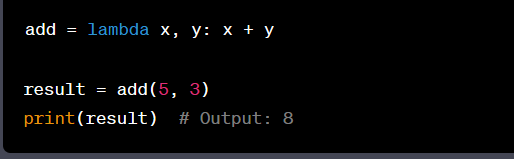 add = lambda x, y: x + y
result = add(5, 3)
print(result)  # Output: 8